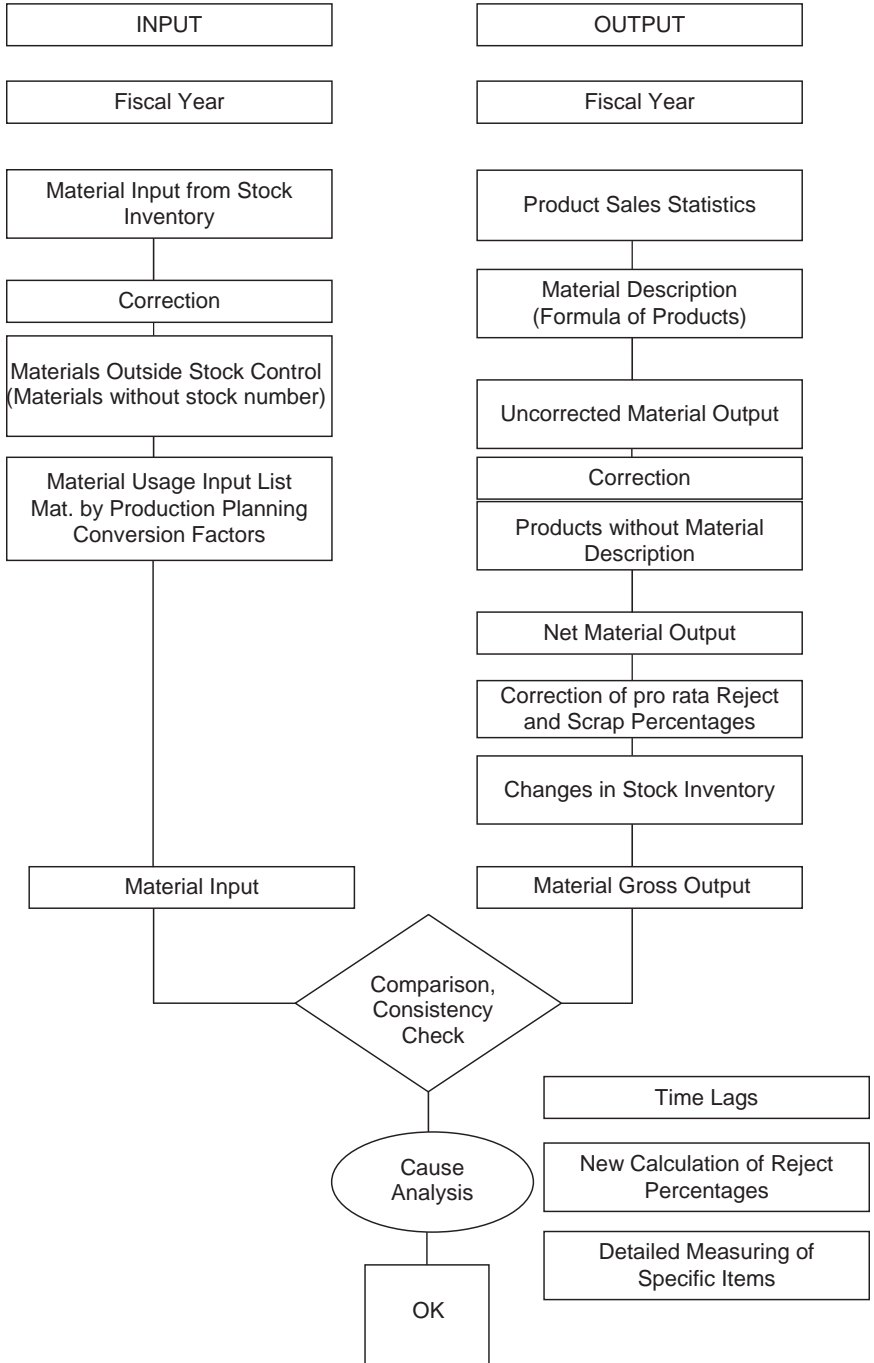 INPUT
Fiscal Year
Material Input from Stock
Inventory
Correction
Materials Outside Stock Control
(Materials without stock number)
Material Usage Input List
Mat. by Production Planning
Conversion Factors
Material Input
OUTPUT
Fiscal Year
Product Sales Statistics
Material Description
(Formula of Products)
Uncorrected Material Output
Correction
Products without Material
Description
Net Material Output
Correction of pro rata Reject
and Scrap Percentages
Changes in Stock Inventory
Material Gross Output
Comparison,
Consistency
Check
Cause
Analysis
OK
Time Lags
New Calculation of Reject
Percentages
Detailed Measuring of
Specific Items